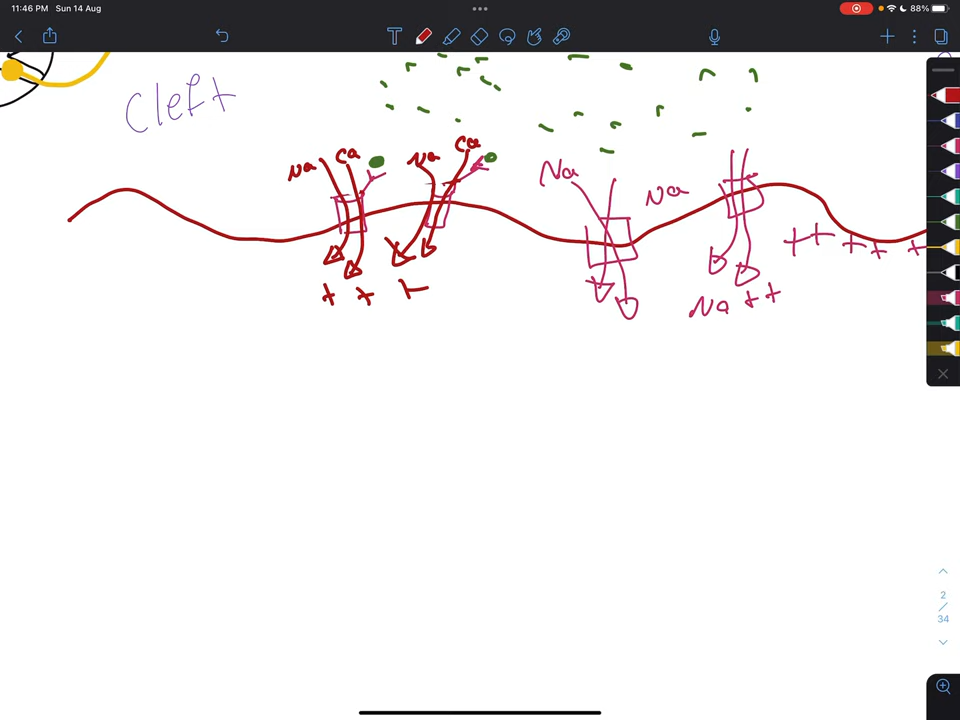 11:46 PM Sun 14 Aug
88%
T
Cleft
Na Ca Na Ca
Na Na
+ + +
+ + + + +
Na + +
2
/
34